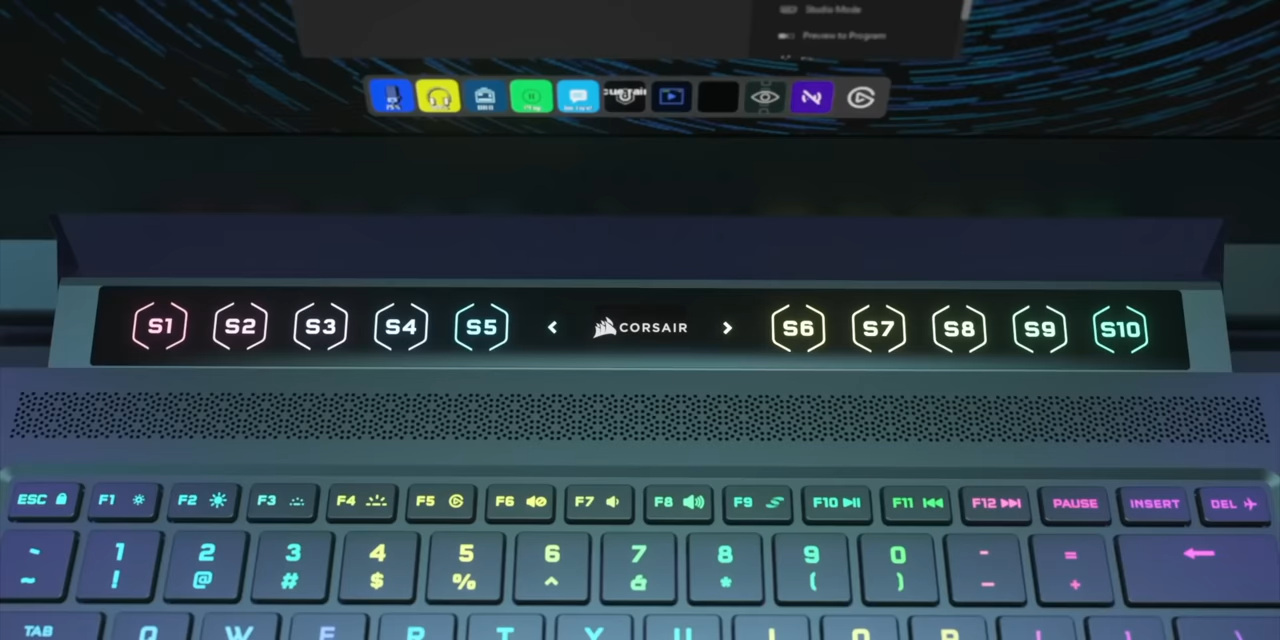 Studio Mode
Preview to Program
S1 S2 S3 S4 S5 < CORSAIR > S6 S7 S8 S9 S10
ESC F1 F2 F3 F4 F5 F6 F7 F8 F9 F10 F11 F12 PAUSE INSERT DEL
~ 1 2 3 4 5 6 7 8 9 0 - =
~ ! @ # $ % ^ & * ( ) _ +
TAB Q W E R T Y U I O P